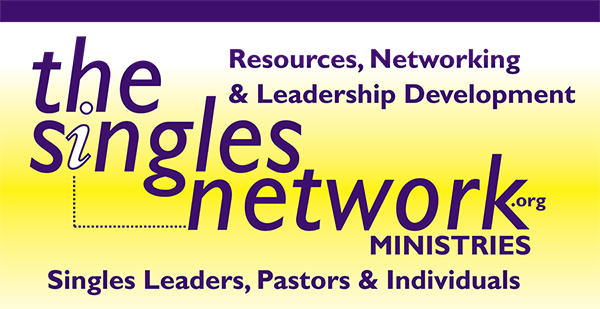 the
Resources, Networking
& Leadership Development
singles
network.org
MINISTRIES
Singles Leaders, Pastors & Individuals